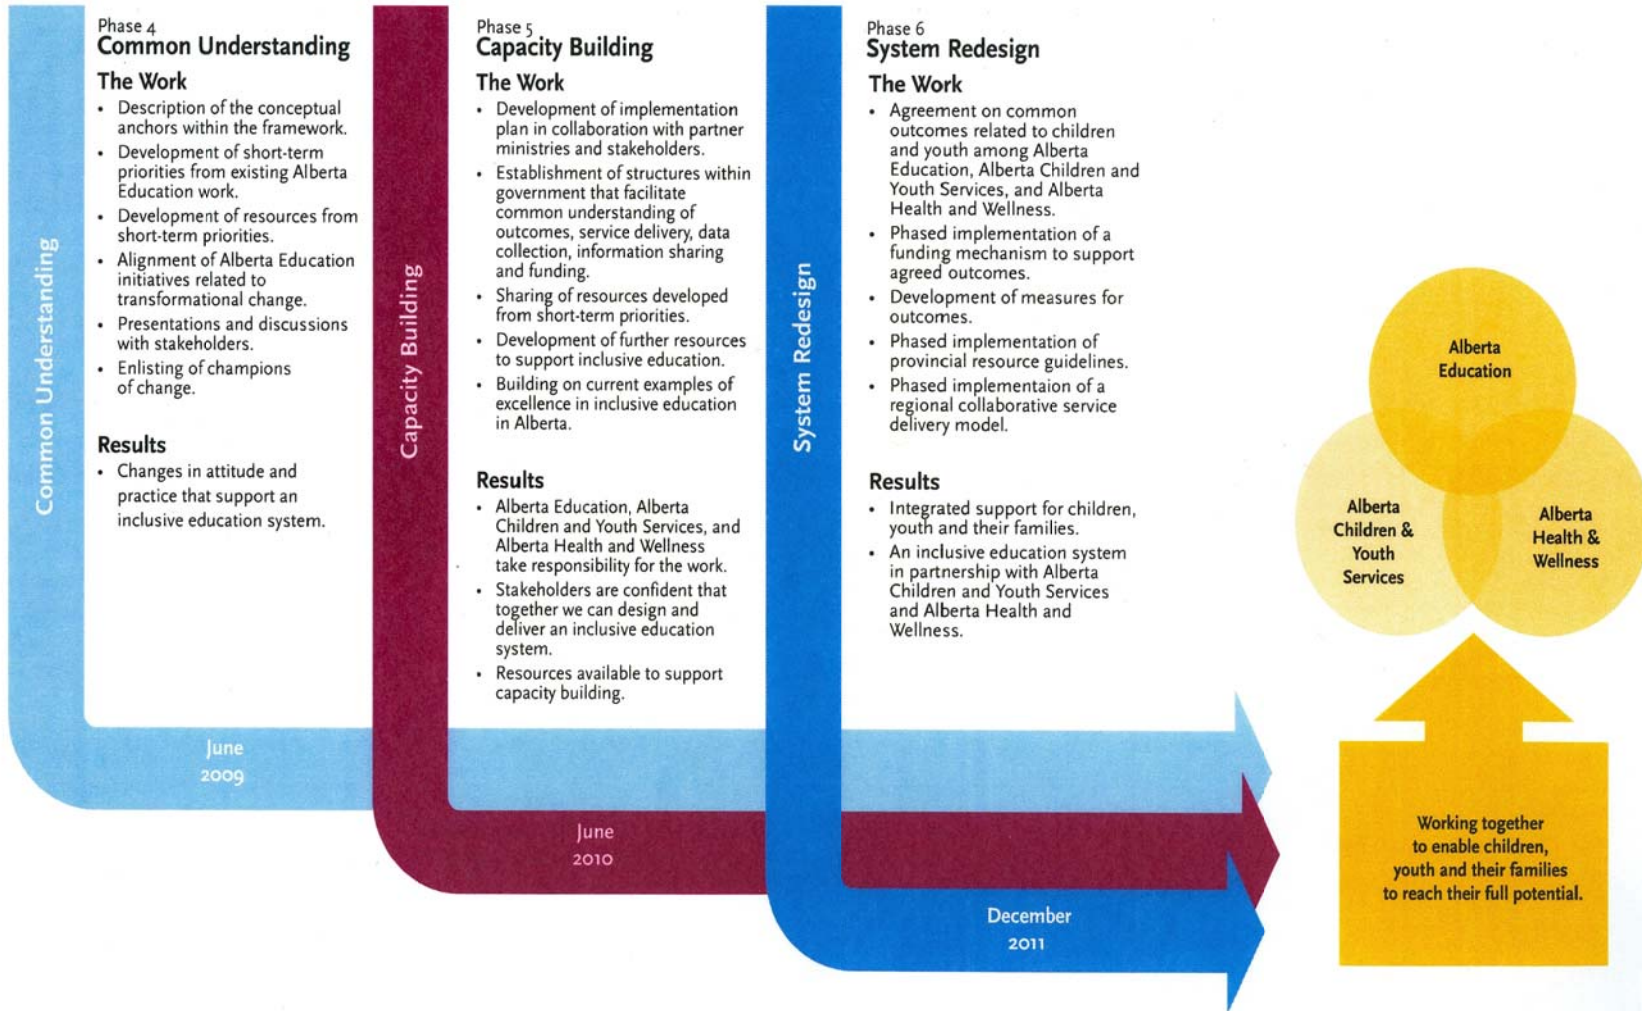 Common Understanding
Phase 4
Common Understanding
The Work
• Description of the conceptual
anchors within the framework.
• Development of short-term
priorities from existing Alberta
Education work.
• Development of resources from
short-term priorities.
• Alignment of Alberta Education
initiatives related to
transformational change.
• Presentations and discussions
with stakeholders.
• Enlisting of champions
of change.
Results
• Changes in attitude and
practice that support an
inclusive education system.
June
2009
Capacity Building
Phase 5
Capacity Building
The Work
• Development of implementation
plan in collaboration with partner
ministries and stakeholders.
• Establishment of structures within
government that facilitate
common understanding of
outcomes, service delivery, data
collection, information sharing
and funding.
• Sharing of resources developed
from short-term priorities.
• Development of further resources
to support inclusive education.
• Building on current examples of
excellence in inclusive education
in Alberta.
Results
• Alberta Education, Alberta
Children and Youth Services, and
Alberta Health and Wellness
take responsibility for the work.
• Stakeholders are confident that
together we can design and
deliver an inclusive education
system.
• Resources available to support
capacity building.
June
2010
System Redesign
Phase 6
System Redesign
The Work
• Agreement on common
outcomes related to children
and youth among Alberta
Education, Alberta Children and
Youth Services, and Alberta
Health and Wellness.
• Phased implementation of a
funding mechanism to support
agreed outcomes.
• Development of measures for
outcomes.
• Phased implementation of
provincial resource guidelines.
• Phased implementaion of a
regional collaborative service
delivery model.
Results
• Integrated support for children,
youth and their families.
• An inclusive education system
in partnership with Alberta
Children and Youth Services
and Alberta Health and
Wellness.
December
2011
Alberta
Education
Alberta
Children &
Youth
Services
Alberta
Health &
Wellness
Working together
to enable children,
youth and their families
to reach their full potential.